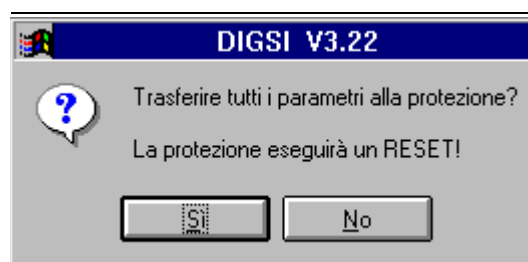 DIGSI V3.22
Trasferire tutti i parametri alla protezione?
La protezione eseguirà un RESET!
Sì
No